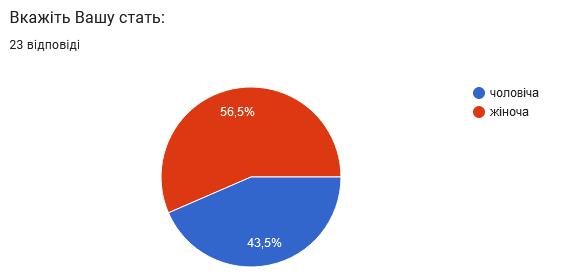 Вкажіть Вашу стать:
23 відповіді
чоловіча
жіноча
56,5%
43,5%